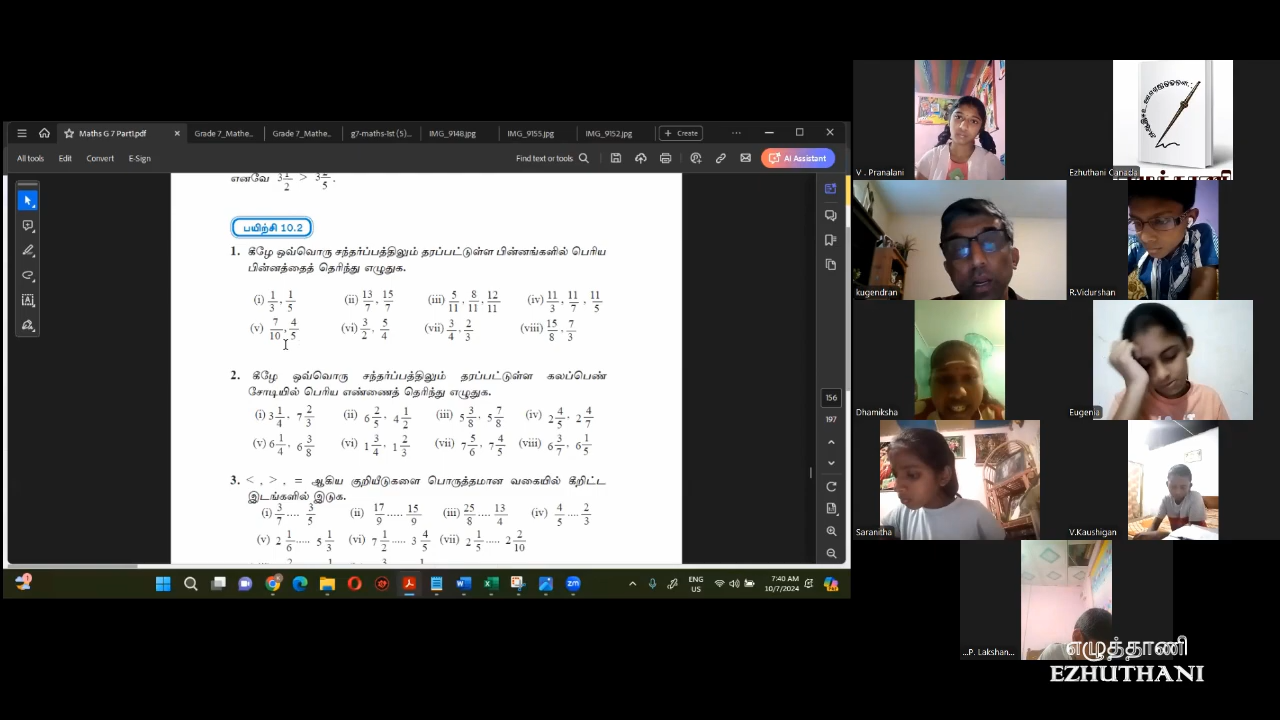 Maths G 7 Part1.pdf
Grade 7_Mathe...
Grade 7_Mathe...
g7-maths-1st (5)...
IMG_9148.jpg
IMG_9155.jpg
IMG_9152.jpg
Create
All tools Edit Convert E-Sign
Find text or tools
AI Assistant
எனவே 3 1/2 > 3 2/5 .
பயிற்சி 10.2
1. கீழே ஒவ்வொரு சந்தர்ப்பத்திலும் தரப்பட்டுள்ள பின்னங்களில் பெரிய
பின்னத்தைத் தெரிந்து எழுதுக.
(i) 1/3, 1/5 (ii) 13/7, 15/7 (iii) 5/11, 8/11, 12/11 (iv) 11/3, 11/7, 11/5
(v) 7/10, 4/5 (vi) 3/2, 5/4 (vii) 3/4, 2/3 (viii) 15/8, 7/3
2. கீழே ஒவ்வொரு சந்தர்ப்பத்திலும் தரப்பட்டுள்ள கலப்பெண்
சோடியில் பெரிய எண்ணைத் தெரிந்து எழுதுக.
(i) 3 1/4, 7 2/3 (ii) 6 2/5, 4 1/2 (iii) 5 3/8, 5 7/8 (iv) 2 4/5, 2 4/7
(v) 6 1/4, 6 3/8 (vi) 1 3/4, 1 2/3 (vii) 7 5/6, 7 4/5 (viii) 6 3/7, 6 1/5
3. < , > , = ஆகிய குறியீடுகளை பொருத்தமான வகையில் கீறிட்ட
இடங்களில் இடுக.
(i) 3/7 .... 3/5 (ii) 17/9 ..... 15/9 (iii) 25/8 .... 13/4 (iv) 4/5 .... 2/3
(v) 2 1/6 ..... 5 1/3 (vi) 7 1/2 ..... 3 4/5 (vii) 2 1/5 ..... 2 2/10
156
197
ENG
US
7:40 AM
10/7/2024
V . Pranalani
Ezhuthani Canada
kugendran
R.Vidurshan
Dhamiksha
Eugenia
Saranitha
V.Kaushigan
...P. Lakshan...
எழுத்தாணி
EZHUTHANI